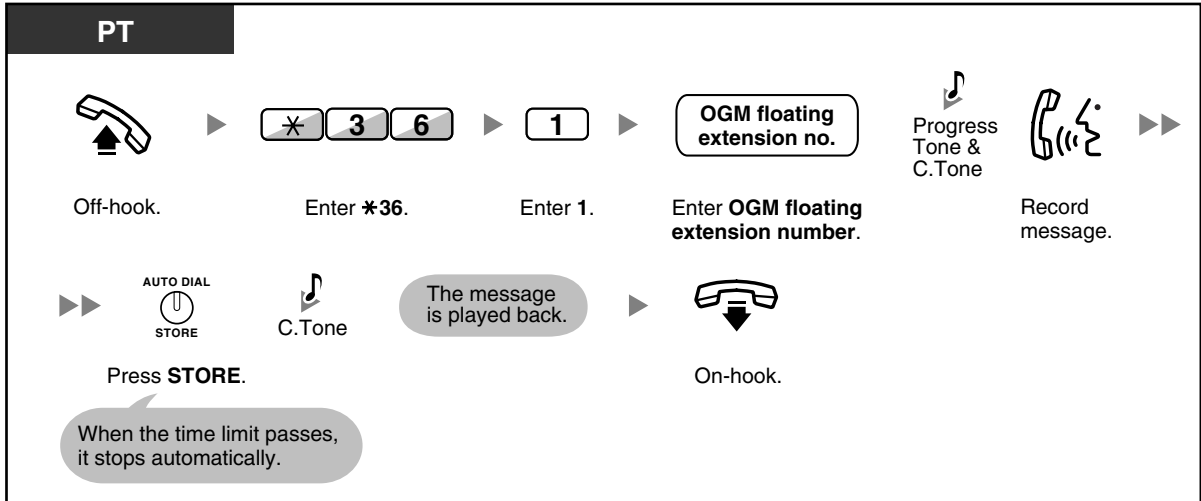 PT
✳ 3 6
1
OGM floating
extension no.
Progress
Tone &
C.Tone
Off-hook.
Enter ✳36.
Enter 1.
Enter OGM floating
extension number.
Record
message.
AUTO DIAL
STORE
C.Tone
The message
is played back.
Press STORE.
On-hook.
When the time limit passes,
it stops automatically.